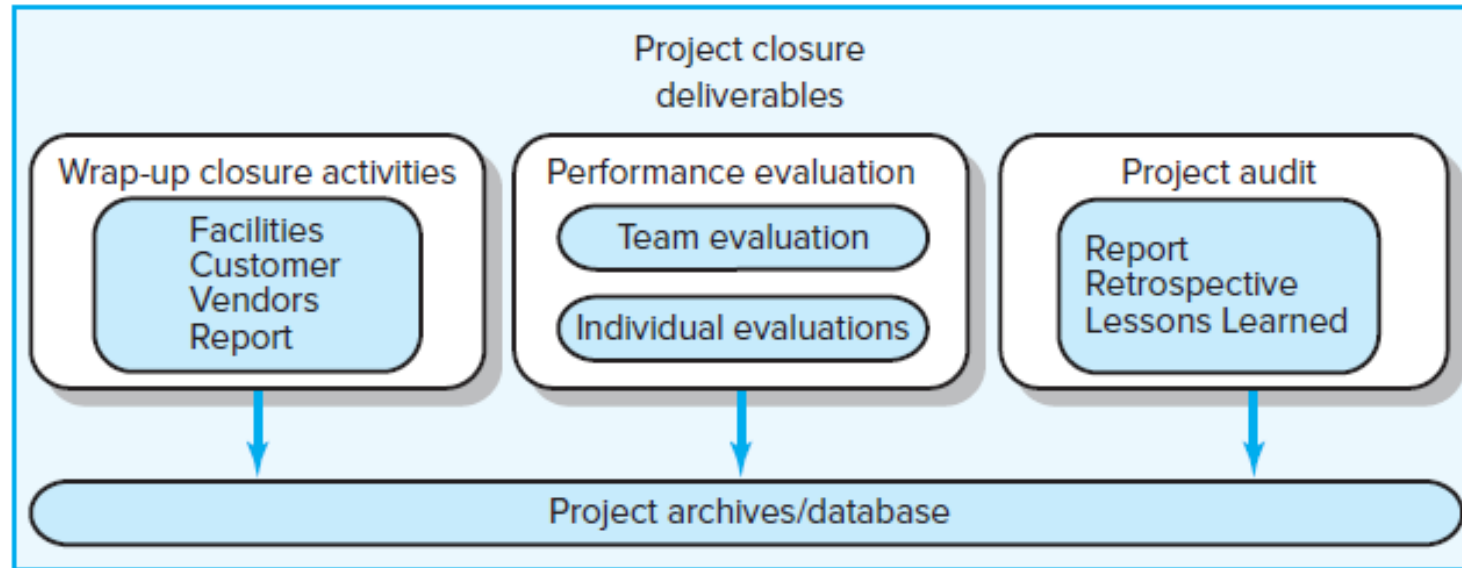 Project closure
deliverables
Wrap-up closure activities
Facilities
Customer
Vendors
Report
Performance evaluation
Team evaluation
Individual evaluations
Project audit
Report
Retrospective
Lessons Learned
Project archives/database